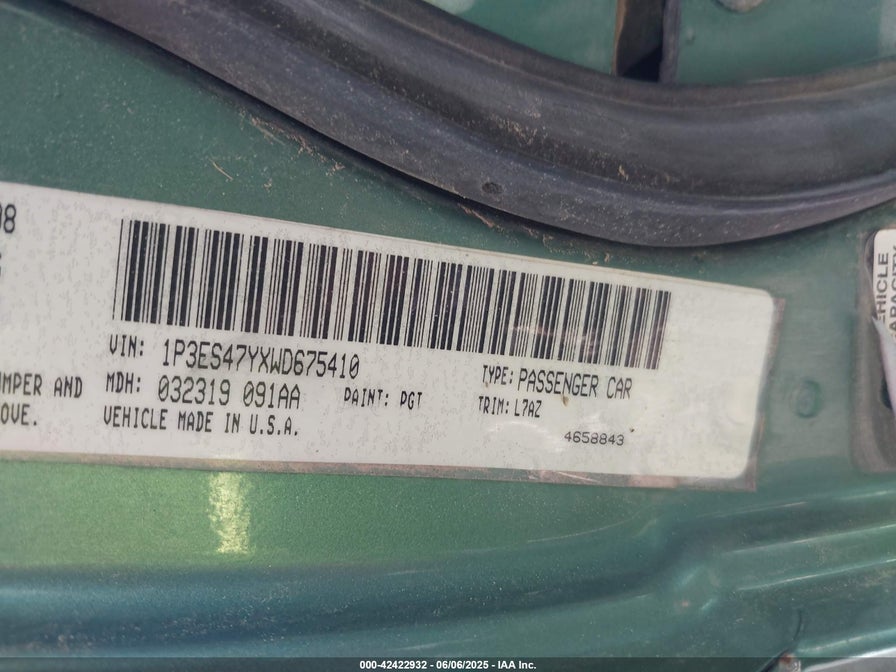 98
VIN: 1P3ES47YXWD675410
TYPE: PASSENGER CAR
UMPER AND
MDH: 032319 091AA
PAINT: PGT
TRIM: L7AZ
OVE.
VEHICLE MADE IN U.S.A.
4658843
000-42422932 - 06/06/2025 - IAA Inc.